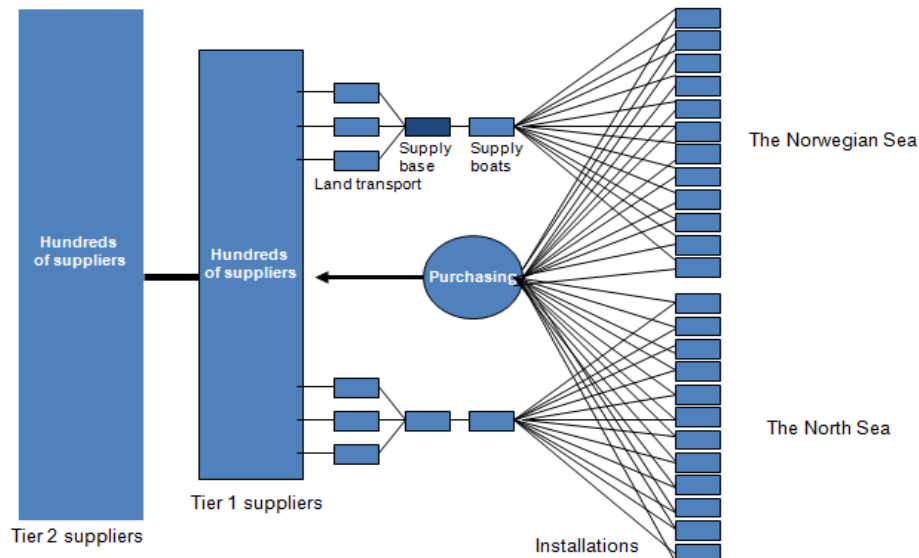 The Norwegian Sea
Supply
base
Supply
boats
Land transport
Hundreds
of suppliers
Hundreds
of suppliers
Purchasing
The North Sea
Tier 1 suppliers
Tier 2 suppliers
Installations